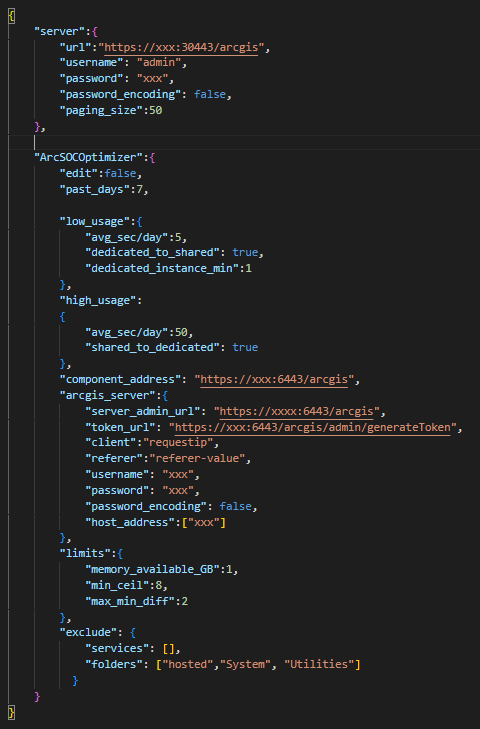 {
"server":{
"url":"https://xxx:30443/arcgis",
"username": "admin",
"password": "xxx",
"password_encoding": false,
"paging_size":50
},
"ArcSOCOptimizer":{
"edit":false,
"past_days":7,
"low_usage":{
"avg_sec/day":5,
"dedicated_to_shared": true,
"dedicated_instance_min":1
},
"high_usage":
{
"avg_sec/day":50,
"shared_to_dedicated": true
},
"component_address": "https://xxx:6443/arcgis",
"arcgis_server":{
"server_admin_url": "https://xxxx:6443/arcgis",
"token_url": "https://xxx:6443/arcgis/admin/generateToken",
"client":"requestip",
"referer":"referer-value",
"username": "xxx",
"password": "xxx",
"password_encoding": false,
"host_address":["xxx"]
},
"limits":{
"memory_available_GB":1,
"min_ceil":8,
"max_min_diff":2
},
"exclude": {
"services": [],
"folders": ["hosted","System", "Utilities"]
}
}
}